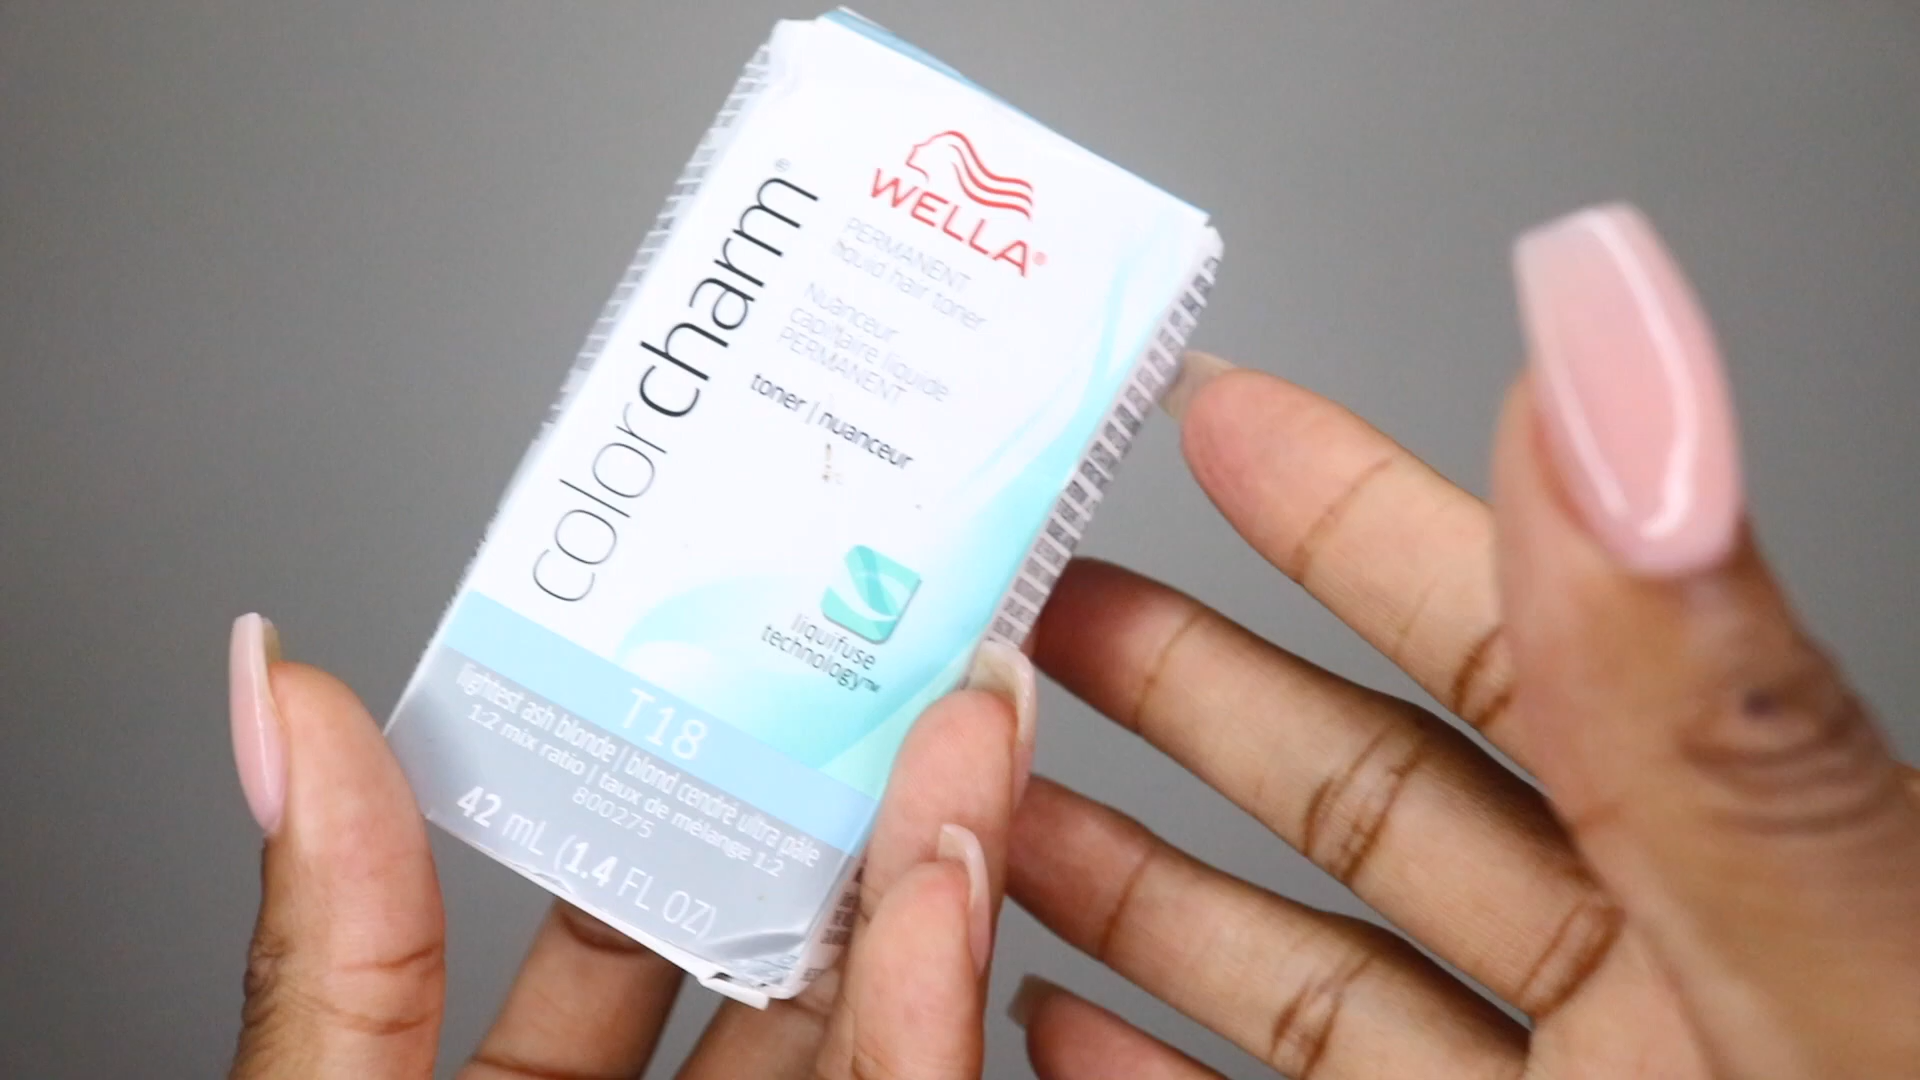 WELLA®
colorcharm®
PERMANENT
liquid hair toner
Nuanceur
capillaire liquide
PERMANENT
toner | nuanceur
liquifuse
technology™
T18
lightest ash blonde | blond cendré ultra pâle
1:2 mix ratio | taux de mélange 1:2
800275
42 mL (1.4 FL OZ)